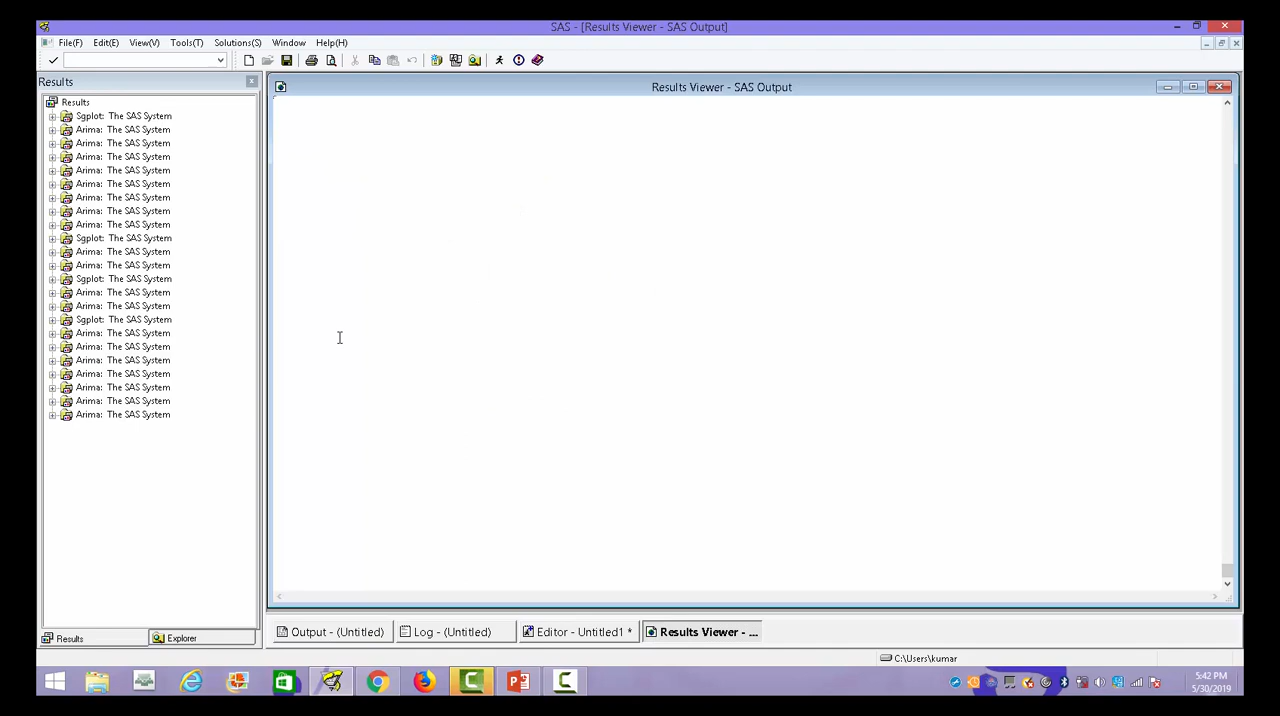 SAS - [Results Viewer - SAS Output]
File(F) Edit(E) View(V) Tools(T) Solutions(S) Window Help(H)
Results
Results Viewer - SAS Output
Results
Sgplot: The SAS System
Arima: The SAS System
Arima: The SAS System
Arima: The SAS System
Arima: The SAS System
Arima: The SAS System
Arima: The SAS System
Arima: The SAS System
Arima: The SAS System
Sgplot: The SAS System
Arima: The SAS System
Arima: The SAS System
Sgplot: The SAS System
Arima: The SAS System
Arima: The SAS System
Sgplot: The SAS System
Arima: The SAS System
Arima: The SAS System
Arima: The SAS System
Arima: The SAS System
Arima: The SAS System
Arima: The SAS System
Arima: The SAS System
Results Explorer
Output - (Untitled) Log - (Untitled) Editor - Untitled1 * Results Viewer - ...
C:\Users\kumar
5:42 PM
5/30/2019